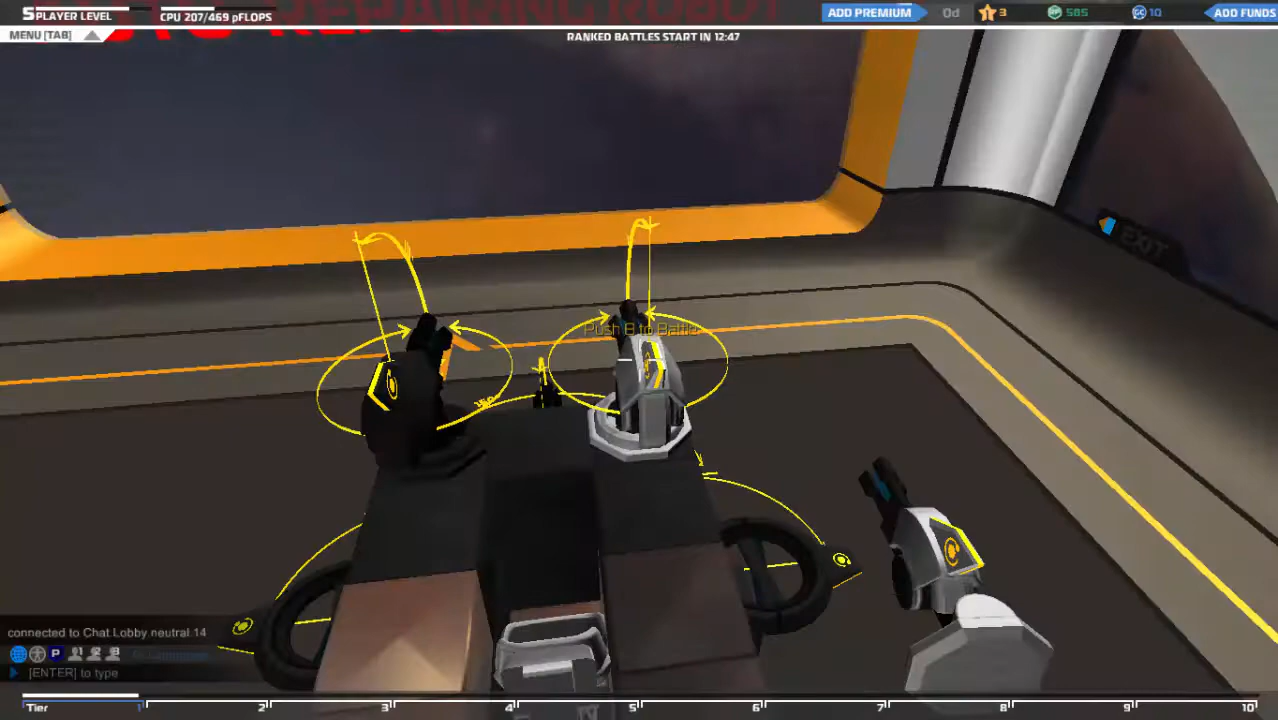 5 PLAYER LEVEL
CPU 207/469 pFLOPS
ADD PREMIUM
0d
3
585
10
ADD FUNDS
MENU [TAB]
RANKED BATTLES START IN 12:47
EXIT
Push B to Battle
connected to Chat Lobby neutral 14
P
[ENTER] to type
Tier
1 2 3 4 5 6 7 8 9 10